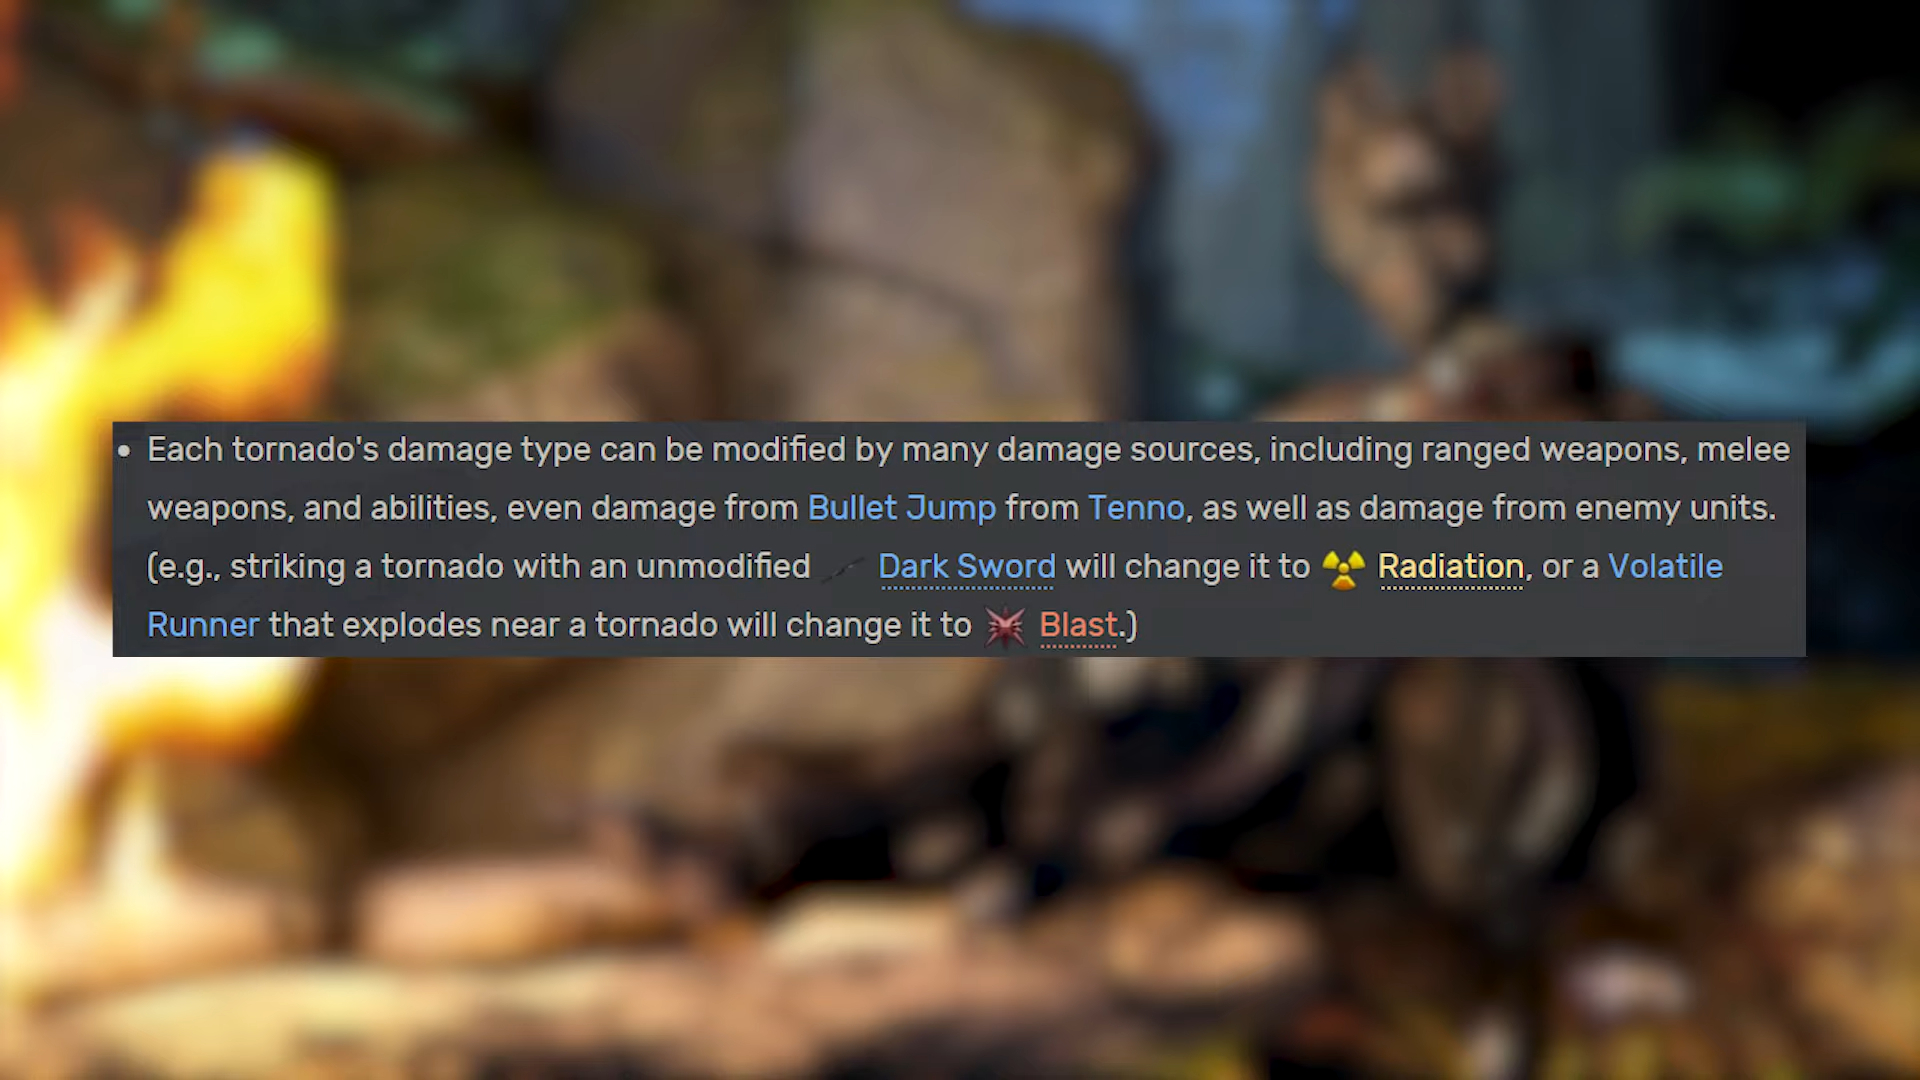 • Each tornado's damage type can be modified by many damage sources, including ranged weapons, melee
weapons, and abilities, even damage from Bullet Jump from Tenno, as well as damage from enemy units.
(e.g., striking a tornado with an unmodified Dark Sword will change it to Radiation, or a Volatile
Runner that explodes near a tornado will change it to Blast.)